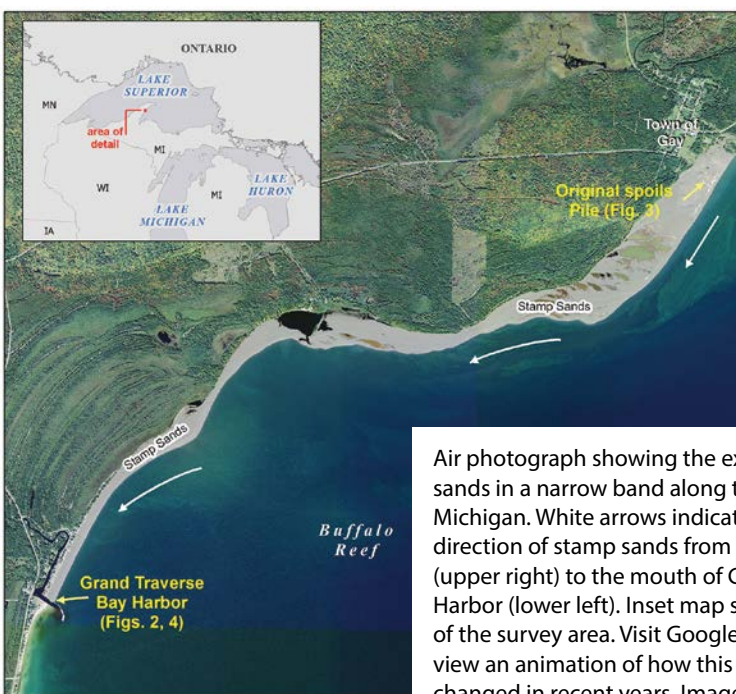 ONTARIO
LAKE
SUPERIOR
MN
area of
detail
MI
WI
MI
LAKE
HURON
LAKE
MICHIGAN
IA
Town of
Gay
Original spoils
Pile (Fig. 3)
Stamp Sands
Stamp Sands
Buffalo
Reef
Grand Traverse
Bay Harbor
(Figs. 2, 4)
Air photograph showing the ex
sands in a narrow band along t
Michigan. White arrows indicat
direction of stamp sands from
(upper right) to the mouth of G
Harbor (lower left). Inset map s
of the survey area. Visit Google
view an animation of how this
changed in recent years. Image